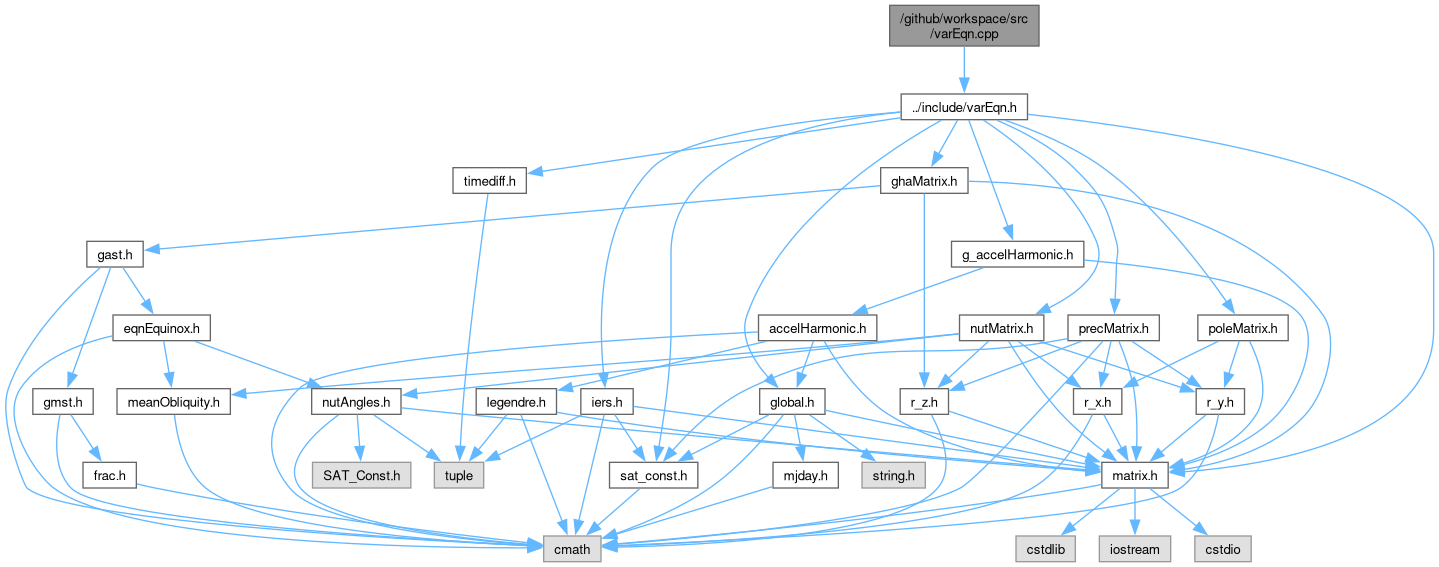 /github/workspace/src
/varEqn.cpp
../include/varEqn.h
timediff.h
ghaMatrix.h
gast.h
g_accelHarmonic.h
eqnEquinox.h
accelHarmonic.h
nutMatrix.h
precMatrix.h
poleMatrix.h
gmst.h
meanObliquity.h
nutAngles.h
legendre.h
iers.h
global.h
r_z.h
r_x.h
r_y.h
frac.h
SAT_Const.h
tuple
sat_const.h
mjday.h
string.h
matrix.h
cmath
cstdlib
iostream
cstdio